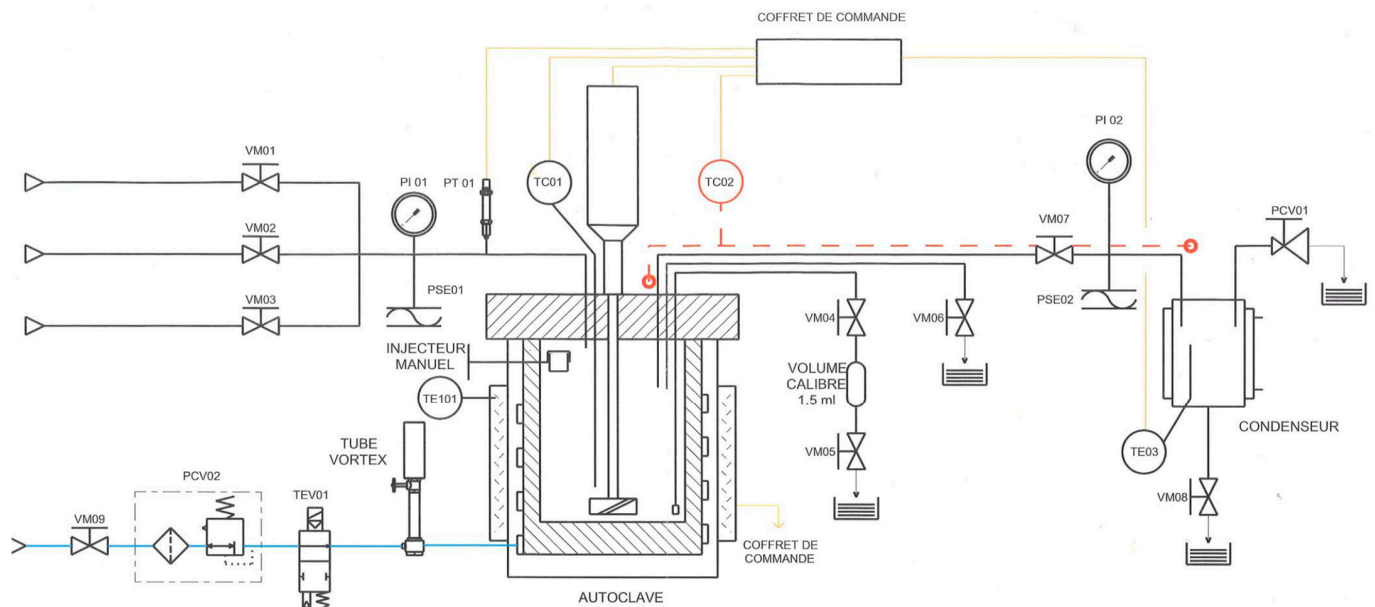 COFFRET DE COMMANDE
PI 02
VM01
PI 01
PT 01
TC01
TC02
VM07
PCV01
VM02
VM03
PSE01
PSE02
VM04
VM06
INJECTEUR
MANUEL
VOLUME
CALIBRE
1.5 ml
TE101
CONDENSEUR
TUBE
VORTEX
VM05
TE03
PCV02
TEV01
VM08
VM09
COFFRET DE
COMMANDE
AUTOCLAVE